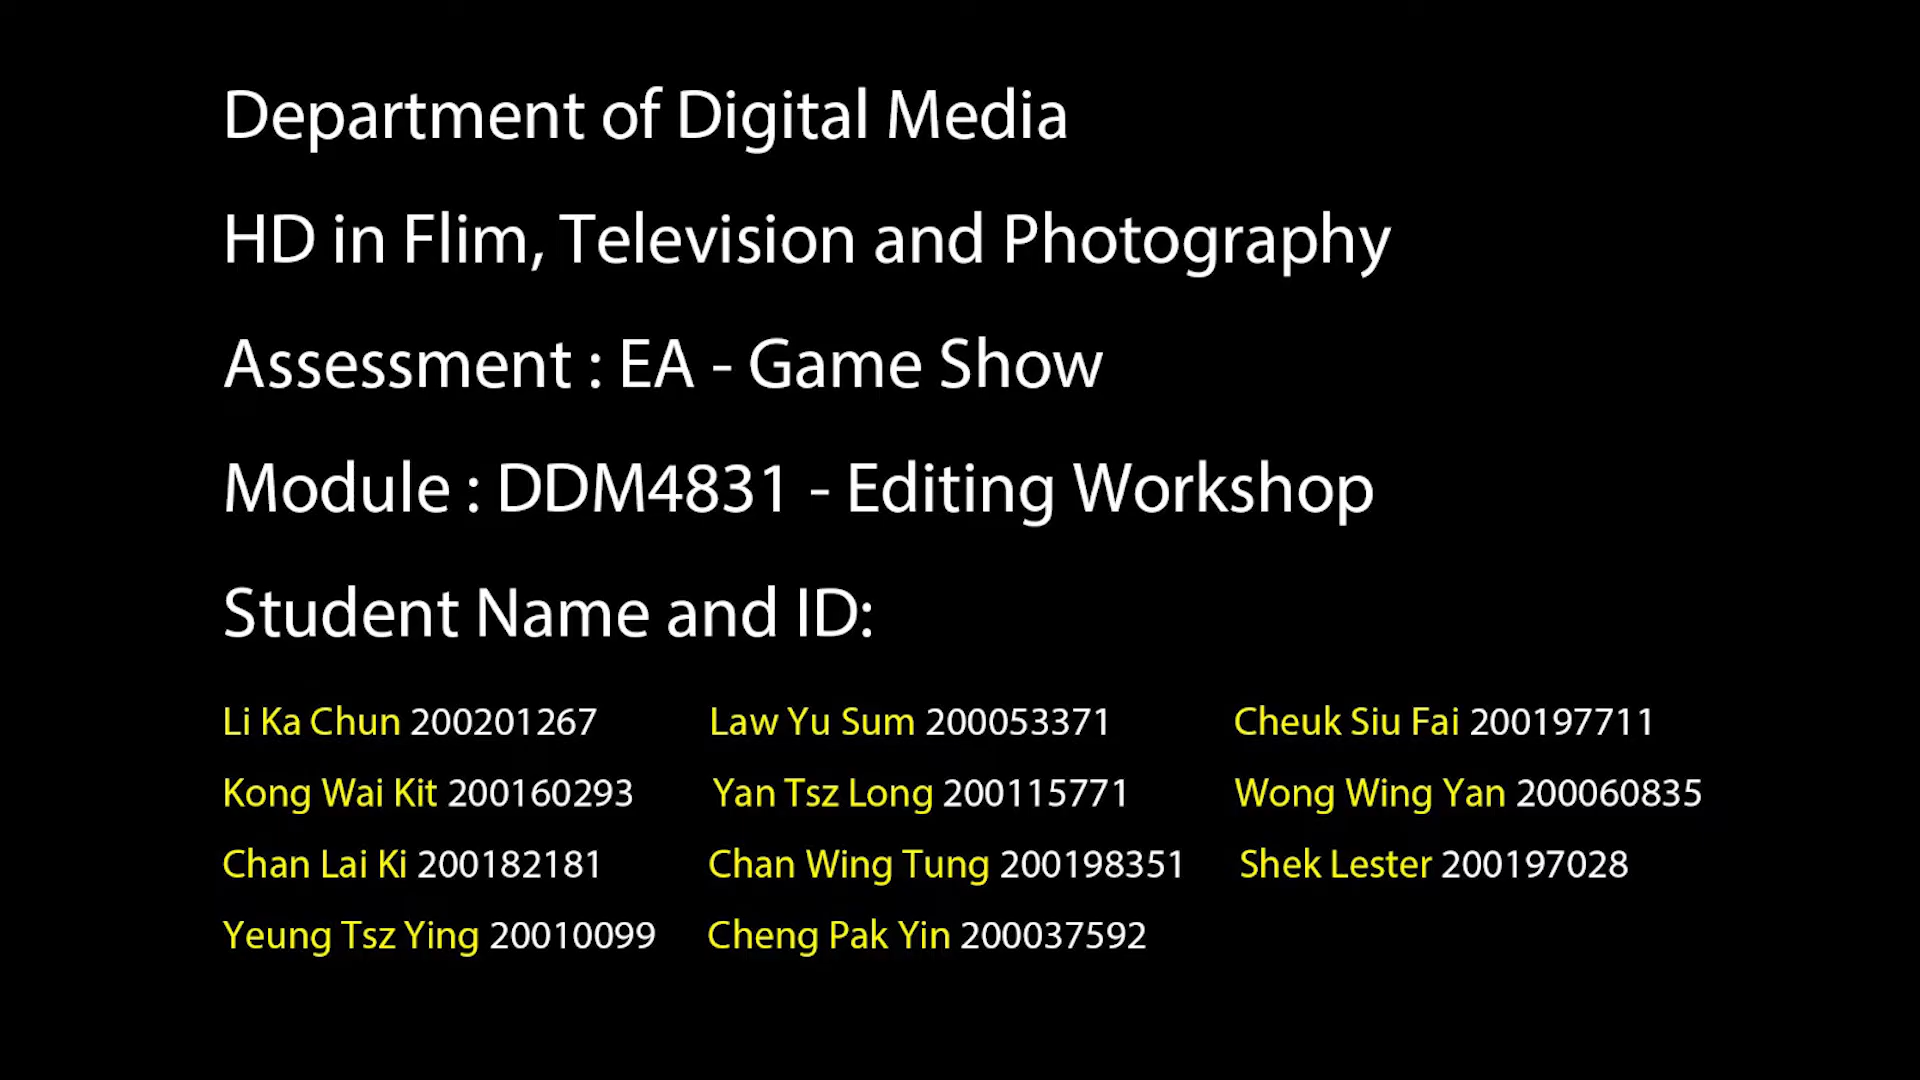 Department of Digital Media
HD in Flim, Television and Photography
Assessment : EA - Game Show
Module : DDM4831 - Editing Workshop
Student Name and ID:
Li Ka Chun 200201267 Law Yu Sum 200053371 Cheuk Siu Fai 200197711
Kong Wai Kit 200160293 Yan Tsz Long 200115771 Wong Wing Yan 200060835
Chan Lai Ki 200182181 Chan Wing Tung 200198351 Shek Lester 200197028
Yeung Tsz Ying 20010099 Cheng Pak Yin 200037592